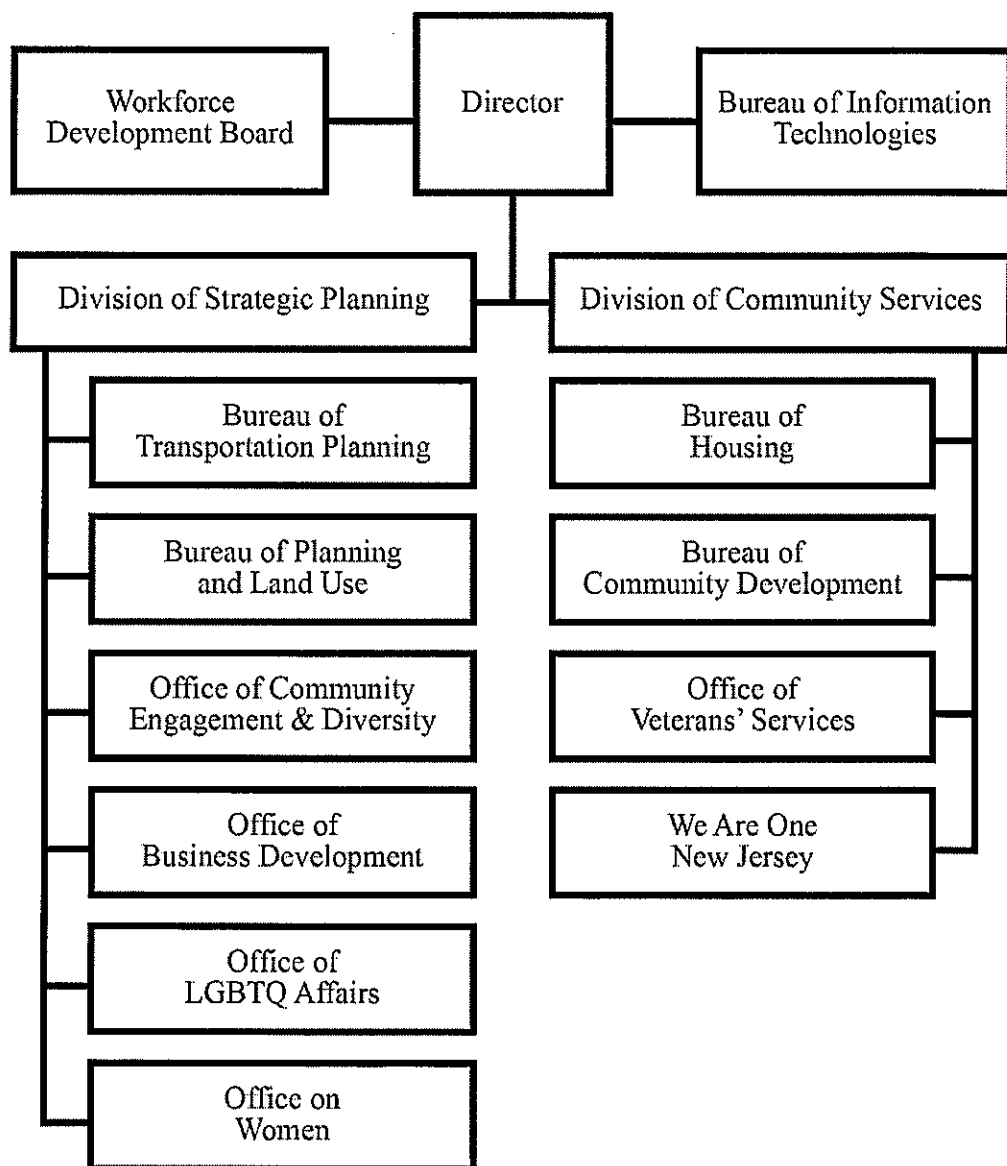 Workforce
Development Board
Director
Bureau of Information
Technologies
Division of Strategic Planning
Division of Community Services
Bureau of
Transportation Planning
Bureau of
Housing
Bureau of Planning
and Land Use
Bureau of
Community Development
Office of Community
Engagement & Diversity
Office of
Veterans’ Services
Office of
Business Development
We Are One
New Jersey
Office of
LGBTQ Affairs
Office on
Women